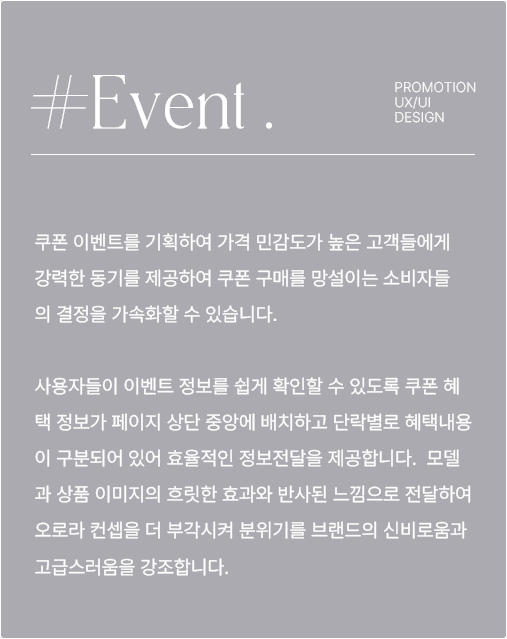 #Event .
PROMOTION
UX/UI
DESIGN
쿠폰 이벤트를 기획하여 가격 민감도가 높은 고객들에게
강력한 동기를 제공하여 쿠폰 구매를 망설이는 소비자들
의 결정을 가속화할 수 있습니다.
사용자들이 이벤트 정보를 쉽게 확인할 수 있도록 쿠폰 혜
택 정보가 페이지 상단 중앙에 배치하고 단락별로 혜택내용
이 구분되어 있어 효율적인 정보전달을 제공합니다. 모델
과 상품 이미지의 흐릿한 효과와 반사된 느낌으로 전달하여
오로라 컨셉을 더 부각시켜 분위기를 브랜드의 신비로움과
고급스러움을 강조합니다.